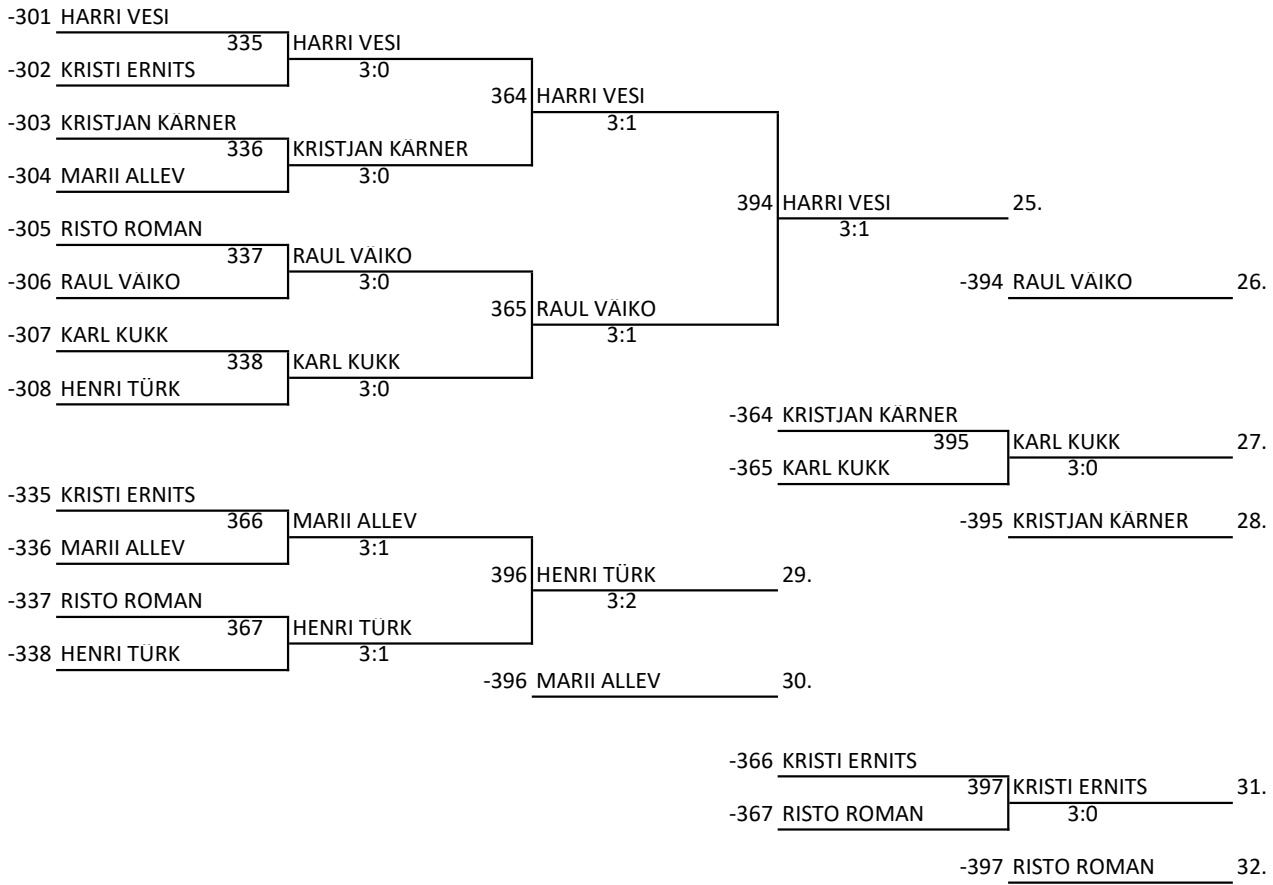 -301 HARRI VESI
335 HARRI VESI
-302 KRISTI ERNITS 3:0
364 HARRI VESI
-303 KRISTJAN KÄRNER 3:1
336 KRISTJAN KÄRNER
-304 MARII ALLEV 3:0
394 HARRI VESI 25.
-305 RISTO ROMAN 3:1
337 RAUL VÄIKO
-306 RAUL VÄIKO 3:0 -394 RAUL VÄIKO 26.
365 RAUL VÄIKO
-307 KARL KUKK 3:1
338 KARL KUKK
-308 HENRI TÜRK 3:0
-364 KRISTJAN KÄRNER
395 KARL KUKK 27.
-365 KARL KUKK 3:0
-335 KRISTI ERNITS
366 MARII ALLEV -395 KRISTJAN KÄRNER 28.
-336 MARII ALLEV 3:1
396 HENRI TÜRK 29.
-337 RISTO ROMAN 3:2
367 HENRI TÜRK
-338 HENRI TÜRK 3:1
-396 MARII ALLEV 30.
-366 KRISTI ERNITS
397 KRISTI ERNITS 31.
-367 RISTO ROMAN 3:0
-397 RISTO ROMAN 32.